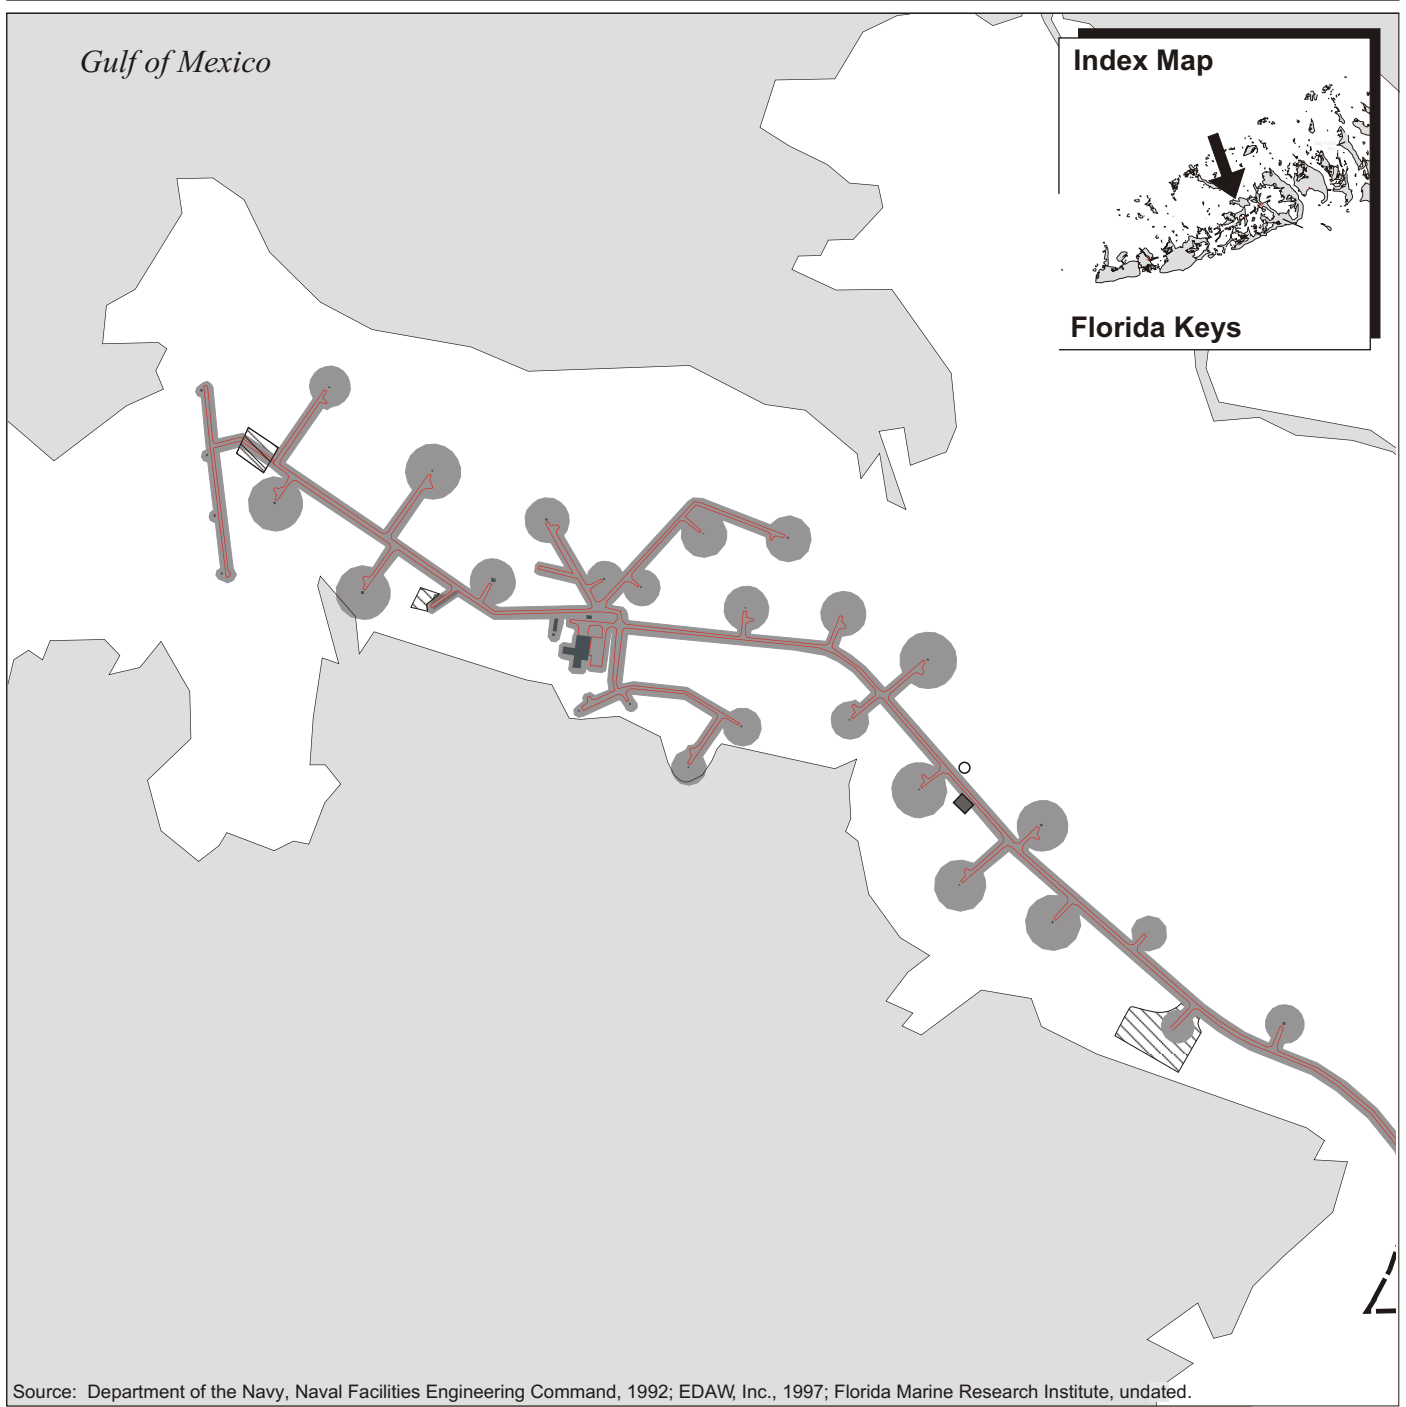 Gulf of Mexico
Index Map
Florida Keys
Source: Department of the Navy, Naval Facilities Engineering Command, 1992; EDAW, Inc., 1997; Florida Marine Research Institute, undated.